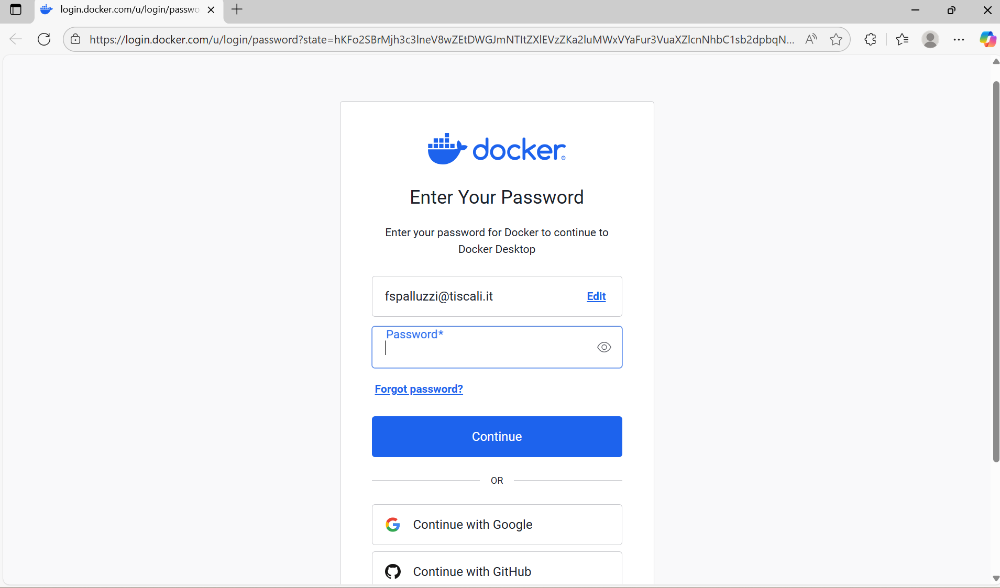 login.docker.com/u/login/passwo
https://login.docker.com/u/login/password?state=hKFo2SBrMjh3c3lneV8wZEtDWGJmNTItZXlEVzZKa2luMWxVYaFur3VuaXZlcnNhbC1sb2dpbqN...
docker
Enter Your Password
Enter your password for Docker to continue to
Docker Desktop
fspalluzzi@tiscali.it Edit
Password*
Forgot password?
Continue
OR
Continue with Google
Continue with GitHub